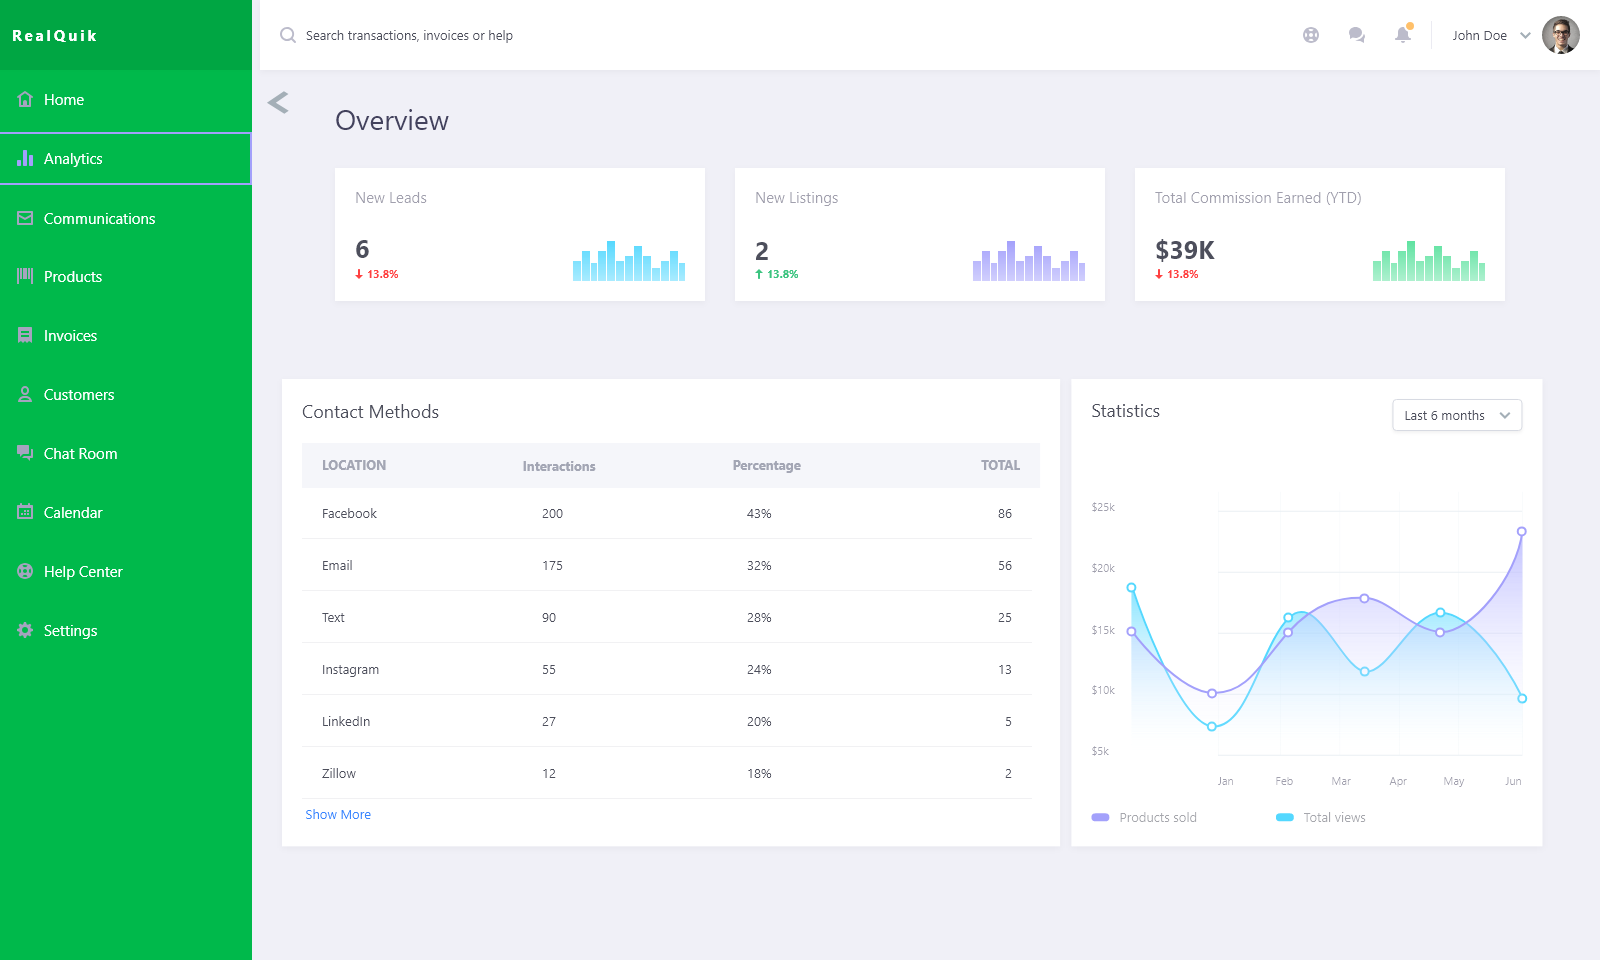 RealQuik
Search transactions, invoices or help
John Doe
Home
Analytics
Communications
Products
Invoices
Customers
Chat Room
Calendar
Help Center
Settings
Overview
New Leads
6
13.8%
New Listings
2
13.8%
Total Commission Earned (YTD)
$39K
13.8%
Contact Methods
LOCATION Interactions Percentage TOTAL
Facebook 200 43% 86
Email 175 32% 56
Text 90 28% 25
Instagram 55 24% 13
LinkedIn 27 20% 5
Zillow 12 18% 2
Show More
Statistics
Last 6 months
$25k
$20k
$15k
$10k
$5k
Jan Feb Mar Apr May Jun
Products sold Total views